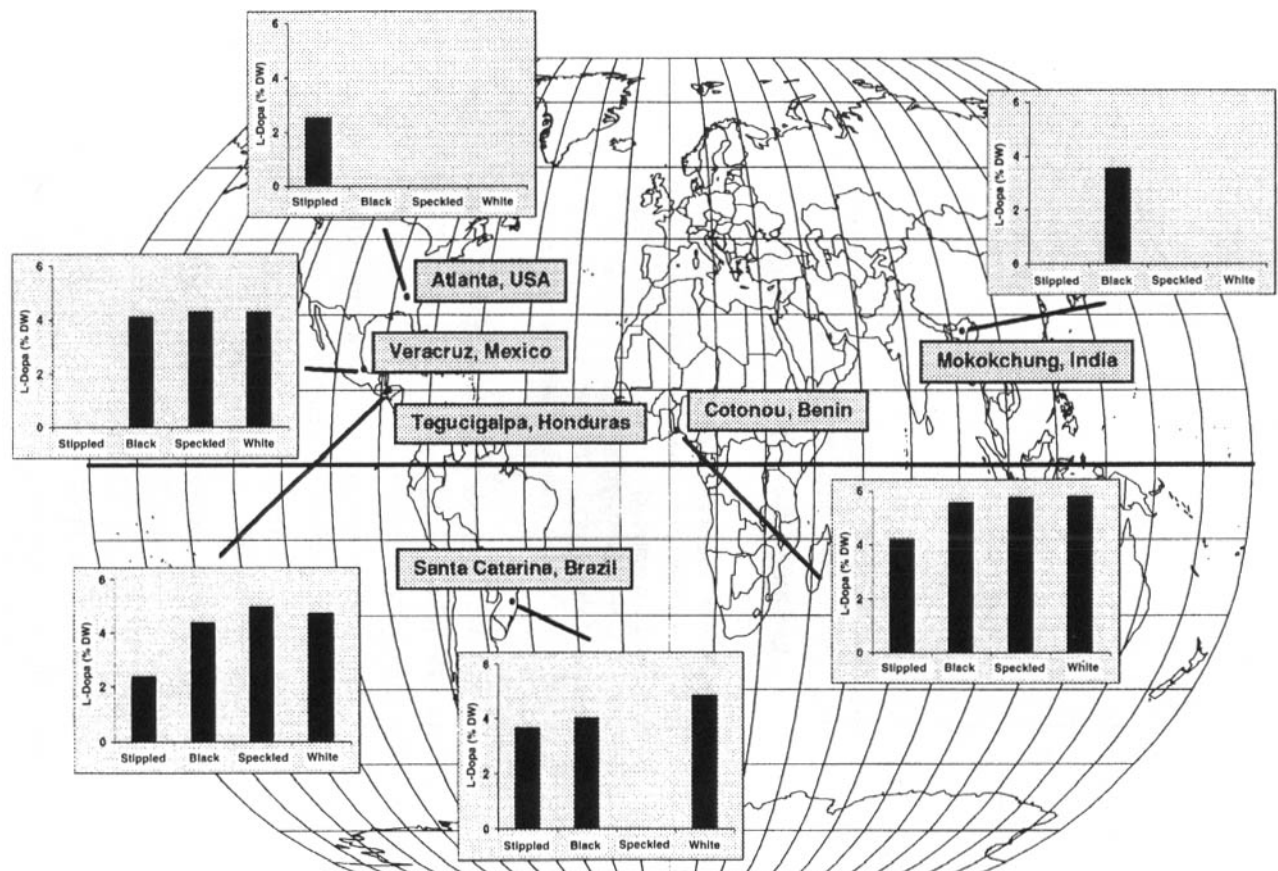 6
4
2
0
L-Dopa (% DW)
Stippled Black Speckled White
6
4
2
0
L-Dopa (% DW)
Stippled Black Speckled White
6
4
2
0
L-Dopa (% DW)
Stippled Black Speckled White
Atlanta, USA
Veracruz, Mexico
Mokokchung, India
Tegucigalpa, Honduras
Cotonou, Benin
6
4
2
0
L-Dopa (% DW)
Stippled Black Speckled White
Santa Catarina, Brazil
6
4
2
0
L-Dopa (% DW)
Stippled Black Speckled White
6
4
2
0
L-Dopa (% DW)
Stippled Black Speckled White